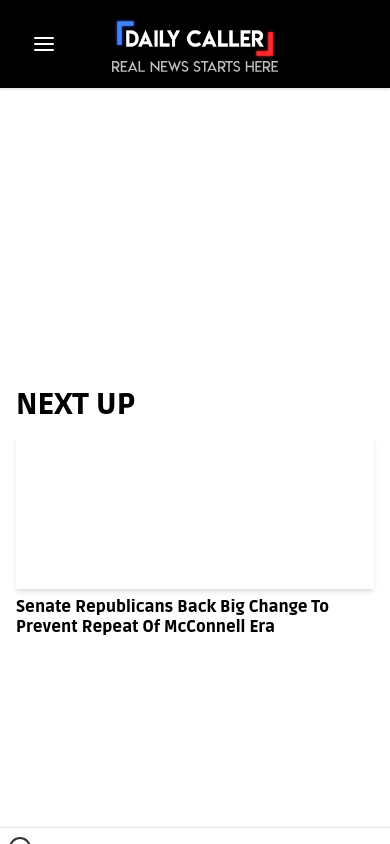 DAILY CALLER
REAL NEWS STARTS HERE
NEXT UP
Senate Republicans Back Big Change To
Prevent Repeat Of McConnell Era